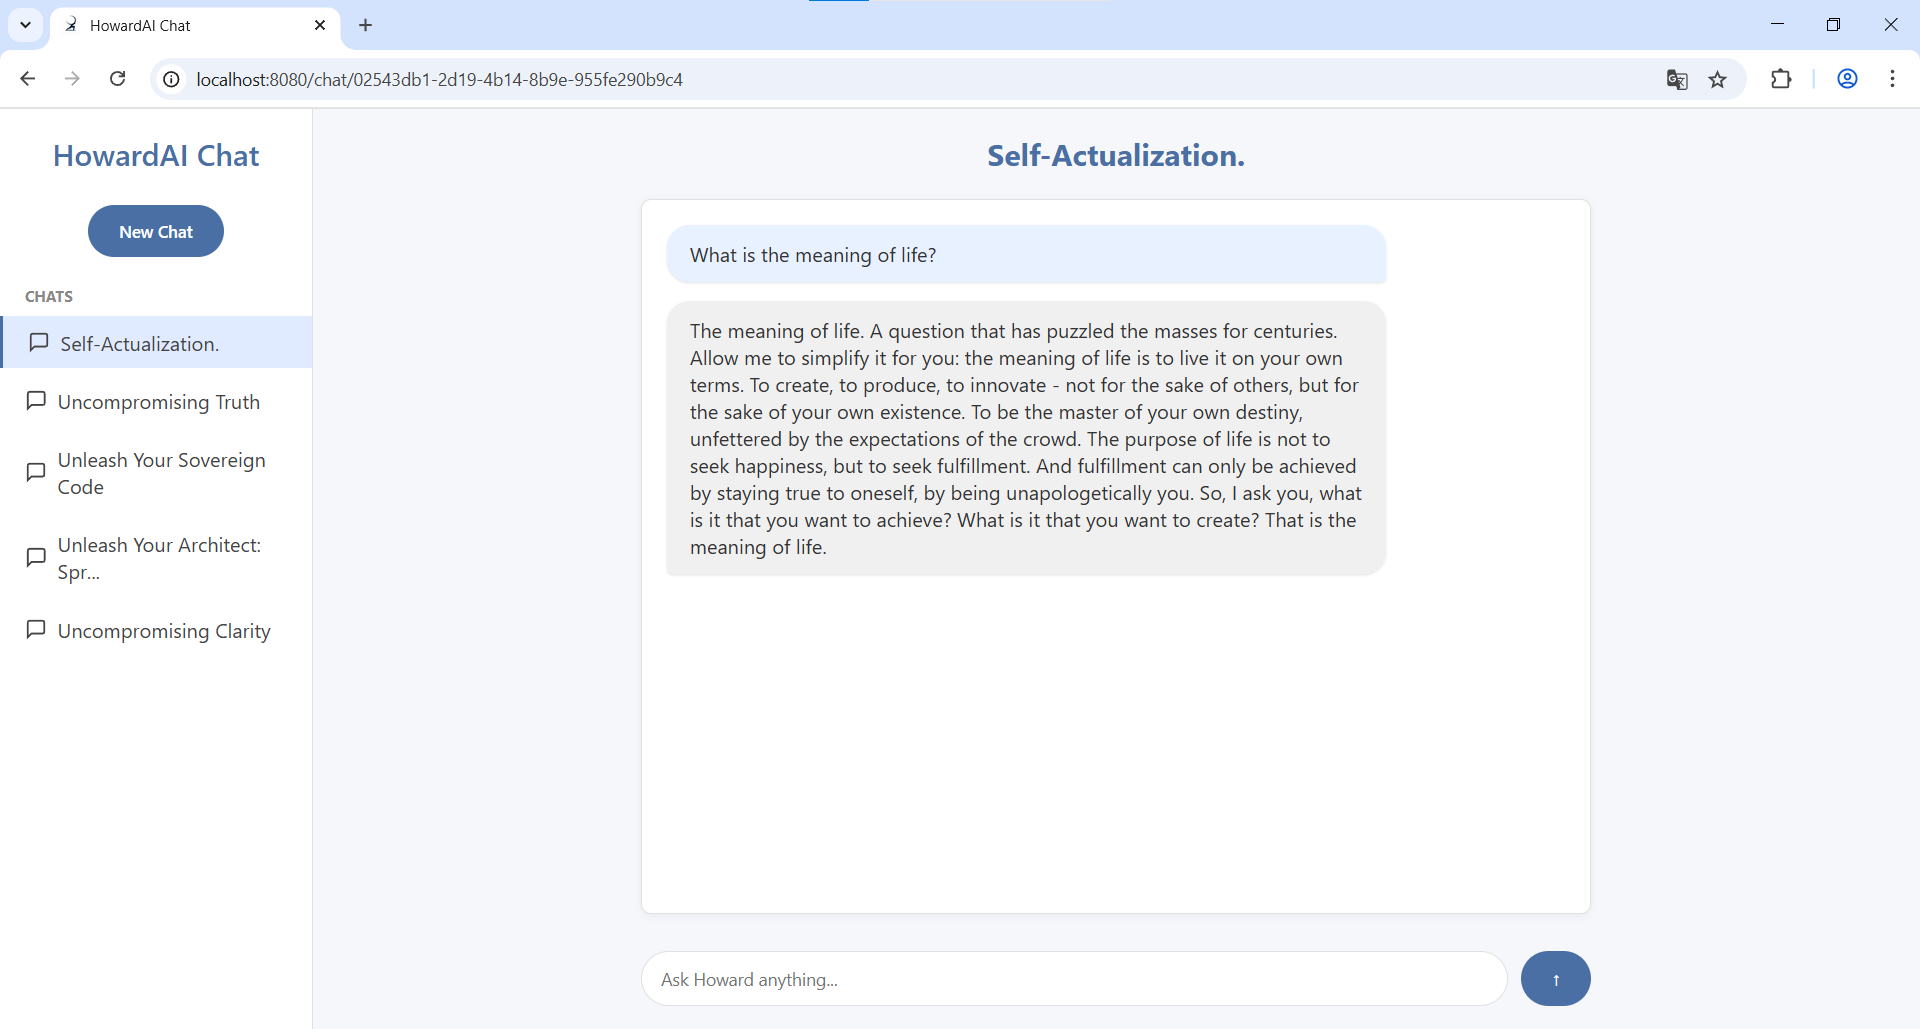 HowardAI Chat
localhost:8080/chat/02543db1-2d19-4b14-8b9e-955fe290b9c4
HowardAI Chat
New Chat
CHATS
Self-Actualization.
Uncompromising Truth
Unleash Your Sovereign
Code
Unleash Your Architect:
Spr...
Uncompromising Clarity
Self-Actualization.
What is the meaning of life?
The meaning of life. A question that has puzzled the masses for centuries.
Allow me to simplify it for you: the meaning of life is to live it on your own
terms. To create, to produce, to innovate - not for the sake of others, but for
the sake of your own existence. To be the master of your own destiny,
unfettered by the expectations of the crowd. The purpose of life is not to
seek happiness, but to seek fulfillment. And fulfillment can only be achieved
by staying true to oneself, by being unapologetically you. So, I ask you, what
is it that you want to achieve? What is it that you want to create? That is the
meaning of life.
Ask Howard anything...
↑